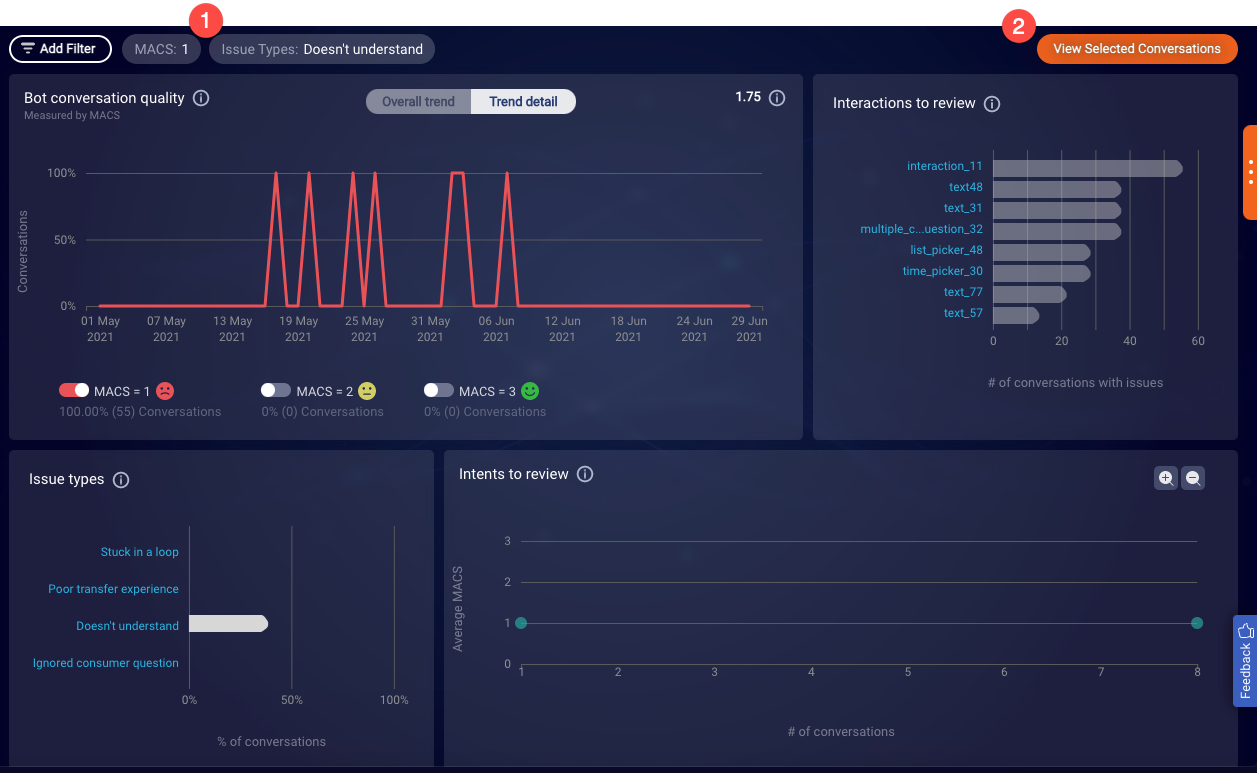 1
2
Add Filter
MACS: 1
Issue Types: Doesn't understand
View Selected Conversations
Bot conversation quality
Measured by MACS
Overall trend
Trend detail
1.75
Conversations
100%
50%
0%
01 May 07 May 13 May 19 May 25 May 31 May 06 Jun 12 Jun 18 Jun 24 Jun 29 Jun
2021 2021 2021 2021 2021 2021 2021 2021 2021 2021 2021
MACS = 1 MACS = 2 MACS = 3
100.00% (55) Conversations 0% (0) Conversations 0% (0) Conversations
Interactions to review
interaction_11
text48
text_31
multiple_c...uestion_32
list_picker_48
time_picker_30
text_77
text_57
0 20 40 60
# of conversations with issues
Issue types
Stuck in a loop
Poor transfer experience
Doesn't understand
Ignored consumer question
0% 50% 100%
% of conversations
Intents to review
Average MACS
3
2
1
0
1 2 3 4 5 6 7 8
# of conversations
Feedback